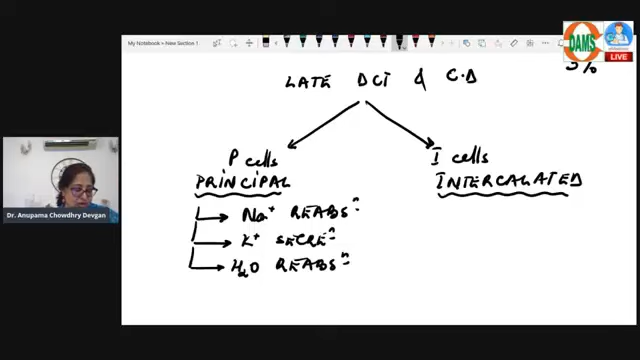 My Notebook > New Section 1
DAMS
LIVE
5%
LATE DCT & C.D
P cells
PRINCIPAL
Na+ REABSⁿ
K+ SECREⁿ
H2O REABSⁿ
I cells
INTERCALATED
Dr. Anupama Chowdhry Devgan